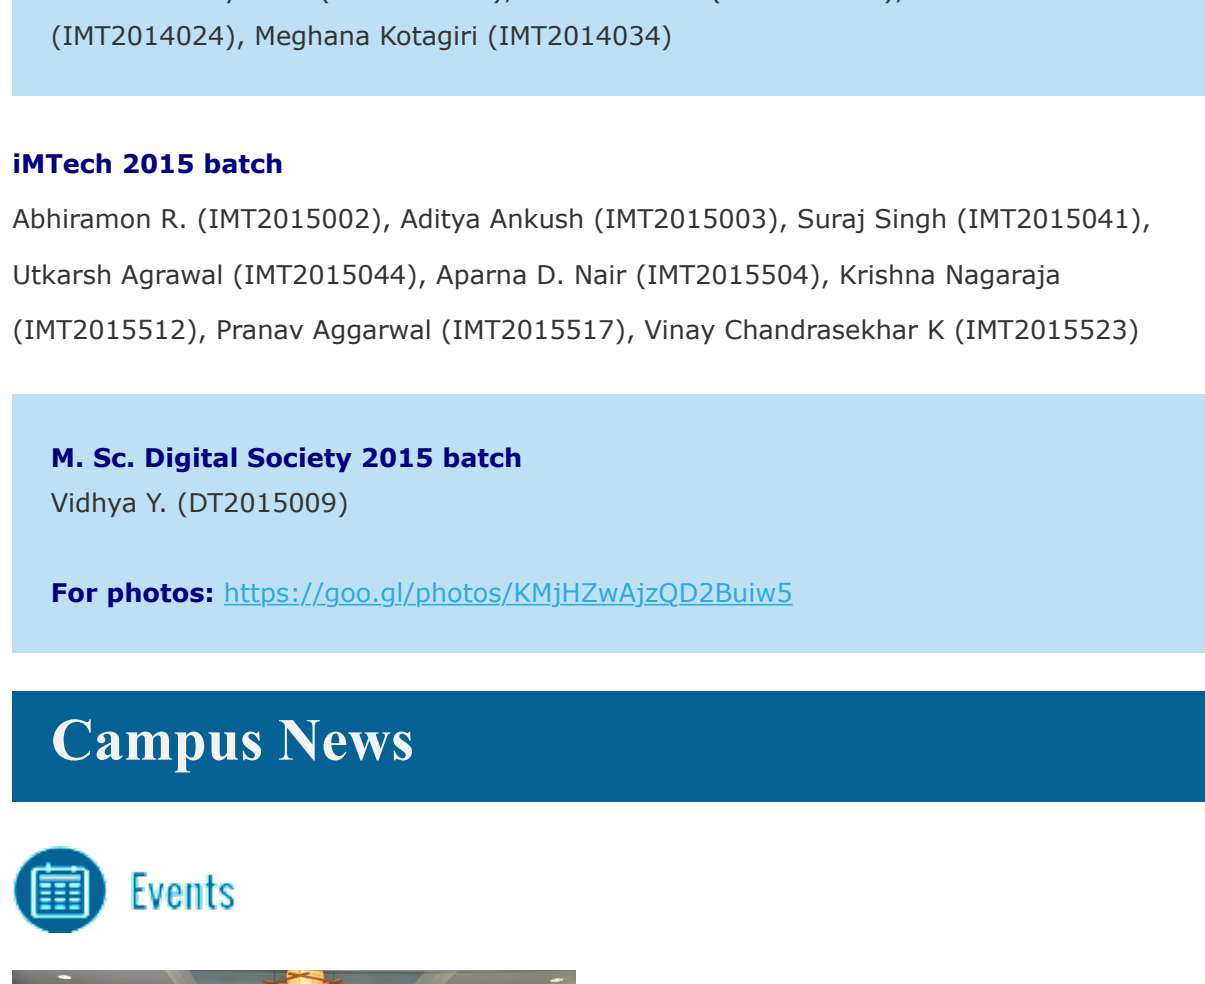 (IMT2014024), Meghana Kotagiri (IMT2014034)
iMTech 2015 batch
Abhiramon R. (IMT2015002), Aditya Ankush (IMT2015003), Suraj Singh (IMT2015041),
Utkarsh Agrawal (IMT2015044), Aparna D. Nair (IMT2015504), Krishna Nagaraja
(IMT2015512), Pranav Aggarwal (IMT2015517), Vinay Chandrasekhar K (IMT2015523)
M. Sc. Digital Society 2015 batch
Vidhya Y. (DT2015009)
For photos: https://goo.gl/photos/KMjHZwAjzQD2Buiw5
Campus News
Events